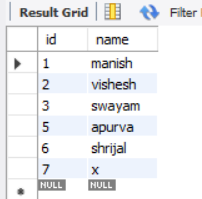 Result Grid Filter
id name
1 manish
2 vishesh
3 swayam
5 apurva
6 shrijal
7 x
NULL NULL